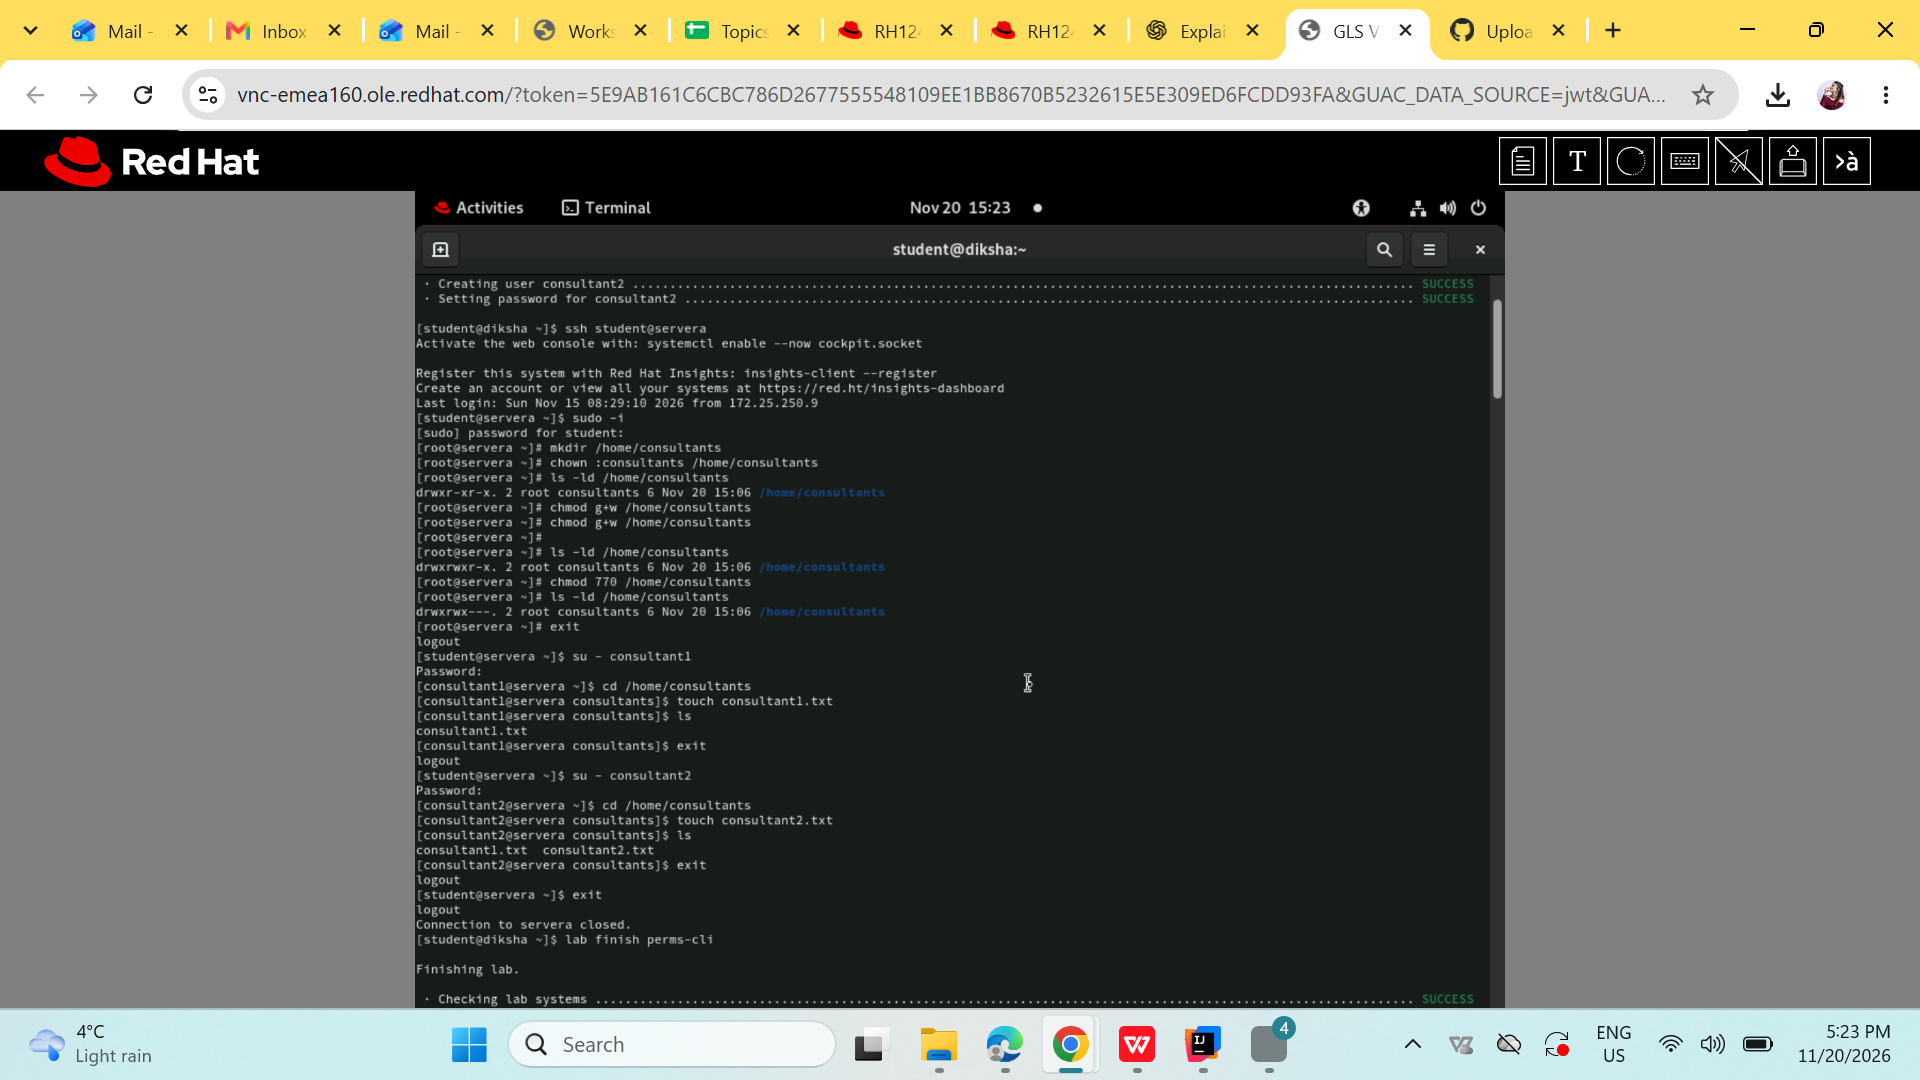 Mail -
Inbox
Mail -
Works
Topics
RH12
RH12
Explai
GLS V
Uploa
vnc-emea160.ole.redhat.com/?token=5E9AB161C6CBC786D2677555548109EE1BB8670B5232615E5E309ED6FCDD93FA&GUAC_DATA_SOURCE=jwt&GUA...
Red Hat
T
>à
Activities Terminal Nov 20 15:23
student@diksha:~
· Creating user consultant2 ........................................................................................................ SUCCESS
· Setting password for consultant2 ................................................................................................. SUCCESS
[student@diksha ~]$ ssh student@servera
Activate the web console with: systemctl enable --now cockpit.socket
Register this system with Red Hat Insights: insights-client --register
Create an account or view all your systems at https://red.ht/insights-dashboard
Last login: Sun Nov 15 08:29:10 2026 from 172.25.250.9
[student@servera ~]$ sudo -i
[sudo] password for student:
[root@servera ~]# mkdir /home/consultants
[root@servera ~]# chown :consultants /home/consultants
[root@servera ~]# ls -ld /home/consultants
drwxr-xr-x. 2 root consultants 6 Nov 20 15:06 /home/consultants
[root@servera ~]# chmod g+w /home/consultants
[root@servera ~]# chmod g+w /home/consultants
[root@servera ~]#
[root@servera ~]# ls -ld /home/consultants
drwxrwxr-x. 2 root consultants 6 Nov 20 15:06 /home/consultants
[root@servera ~]# chmod 770 /home/consultants
[root@servera ~]# ls -ld /home/consultants
drwxrwx---. 2 root consultants 6 Nov 20 15:06 /home/consultants
[root@servera ~]# exit
logout
[student@servera ~]$ su - consultant1
Password:
[consultant1@servera ~]$ cd /home/consultants
[consultant1@servera consultants]$ touch consultant1.txt
[consultant1@servera consultants]$ ls
consultant1.txt
[consultant1@servera consultants]$ exit
logout
[student@servera ~]$ su - consultant2
Password:
[consultant2@servera ~]$ cd /home/consultants
[consultant2@servera consultants]$ touch consultant2.txt
[consultant2@servera consultants]$ ls
consultant1.txt consultant2.txt
[consultant2@servera consultants]$ exit
logout
[student@servera ~]$ exit
logout
Connection to servera closed.
[student@diksha ~]$ lab finish perms-cli
Finishing lab.
· Checking lab systems ............................................................................................................. SUCCESS
4°C
Light rain
Search
4
ENG
US
5:23 PM
11/20/2026